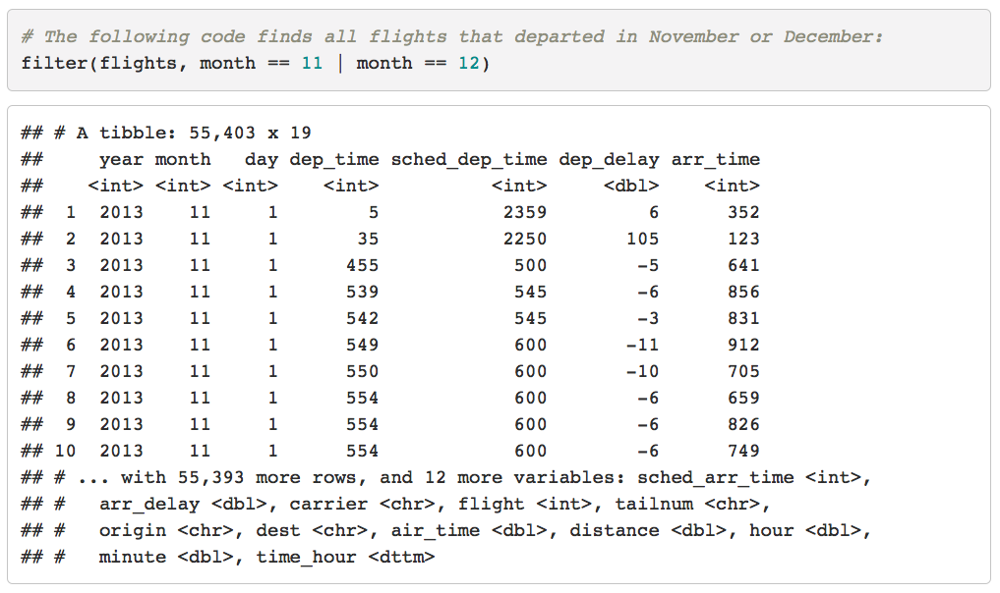 # The following code finds all flights that departed in November or December:
filter(flights, month == 11 | month == 12)
## # A tibble: 55,403 x 19
##     year month   day dep_time sched_dep_time dep_delay arr_time
##    <int> <int> <int>    <int>          <int>     <dbl>    <int>
##  1  2013    11     1        5           2359         6      352
##  2  2013    11     1       35           2250       105      123
##  3  2013    11     1      455            500        -5      641
##  4  2013    11     1      539            545        -6      856
##  5  2013    11     1      542            545        -3      831
##  6  2013    11     1      549            600       -11      912
##  7  2013    11     1      550            600       -10      705
##  8  2013    11     1      554            600        -6      659
##  9  2013    11     1      554            600        -6      826
## 10  2013    11     1      554            600        -6      749
## # ... with 55,393 more rows, and 12 more variables: sched_arr_time <int>,
## #   arr_delay <dbl>, carrier <chr>, flight <int>, tailnum <chr>,
## #   origin <chr>, dest <chr>, air_time <dbl>, distance <dbl>, hour <dbl>,
## #   minute <dbl>, time_hour <dttm>